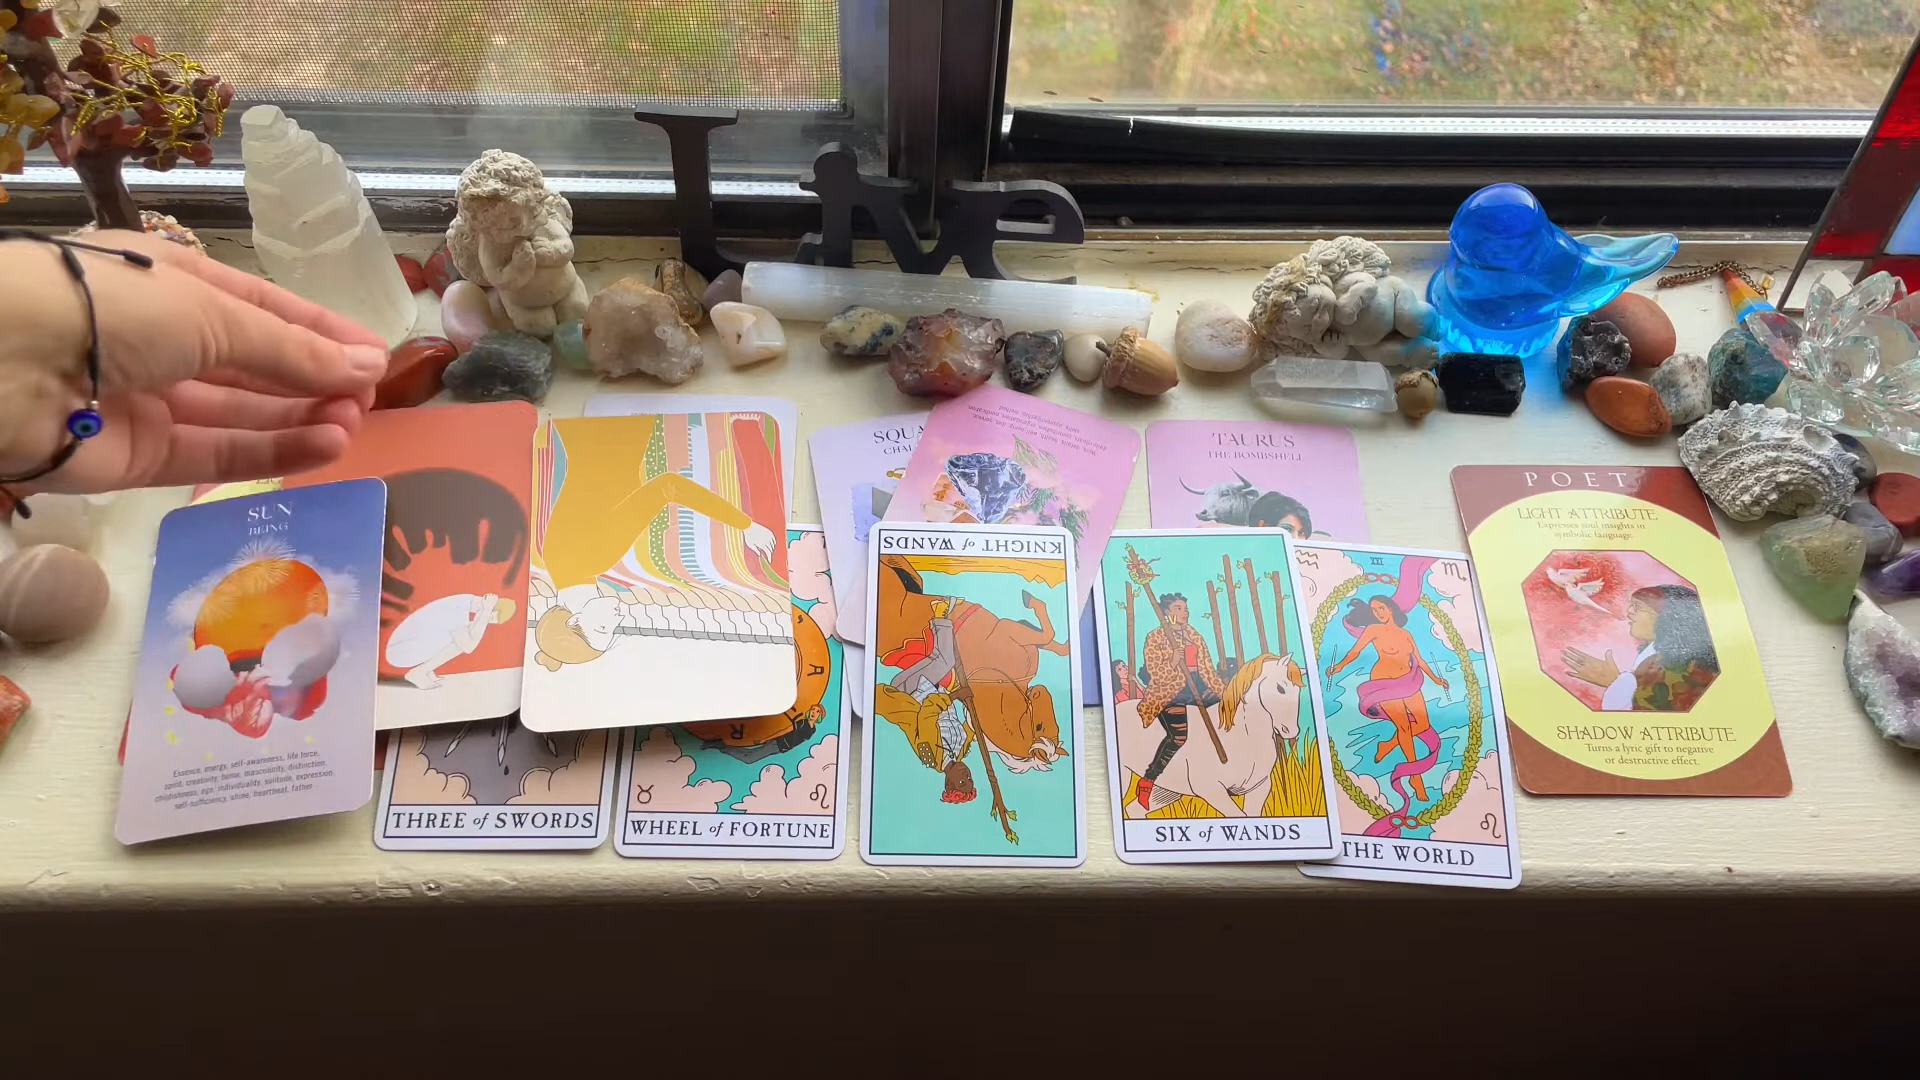 Live
SUN
BEING
Essence, energy, self-awareness, life force,
spirit, creativity, home, masculinity, distinction,
childishness, ego, individuality, solitude, expression,
self-sufficiency, shine, heartbeat, father
THREE of SWORDS
WHEEL of FORTUNE
SQUA
CHAL
KNIGHT of WANDS
TAURUS
THE BOMBSHELL
SIX of WANDS
XXI
THE WORLD
POET
LIGHT ATTRIBUTE
Expresses soul insights in
symbolic language.
SHADOW ATTRIBUTE
Turns a lyric gift to negative
or destructive effect.